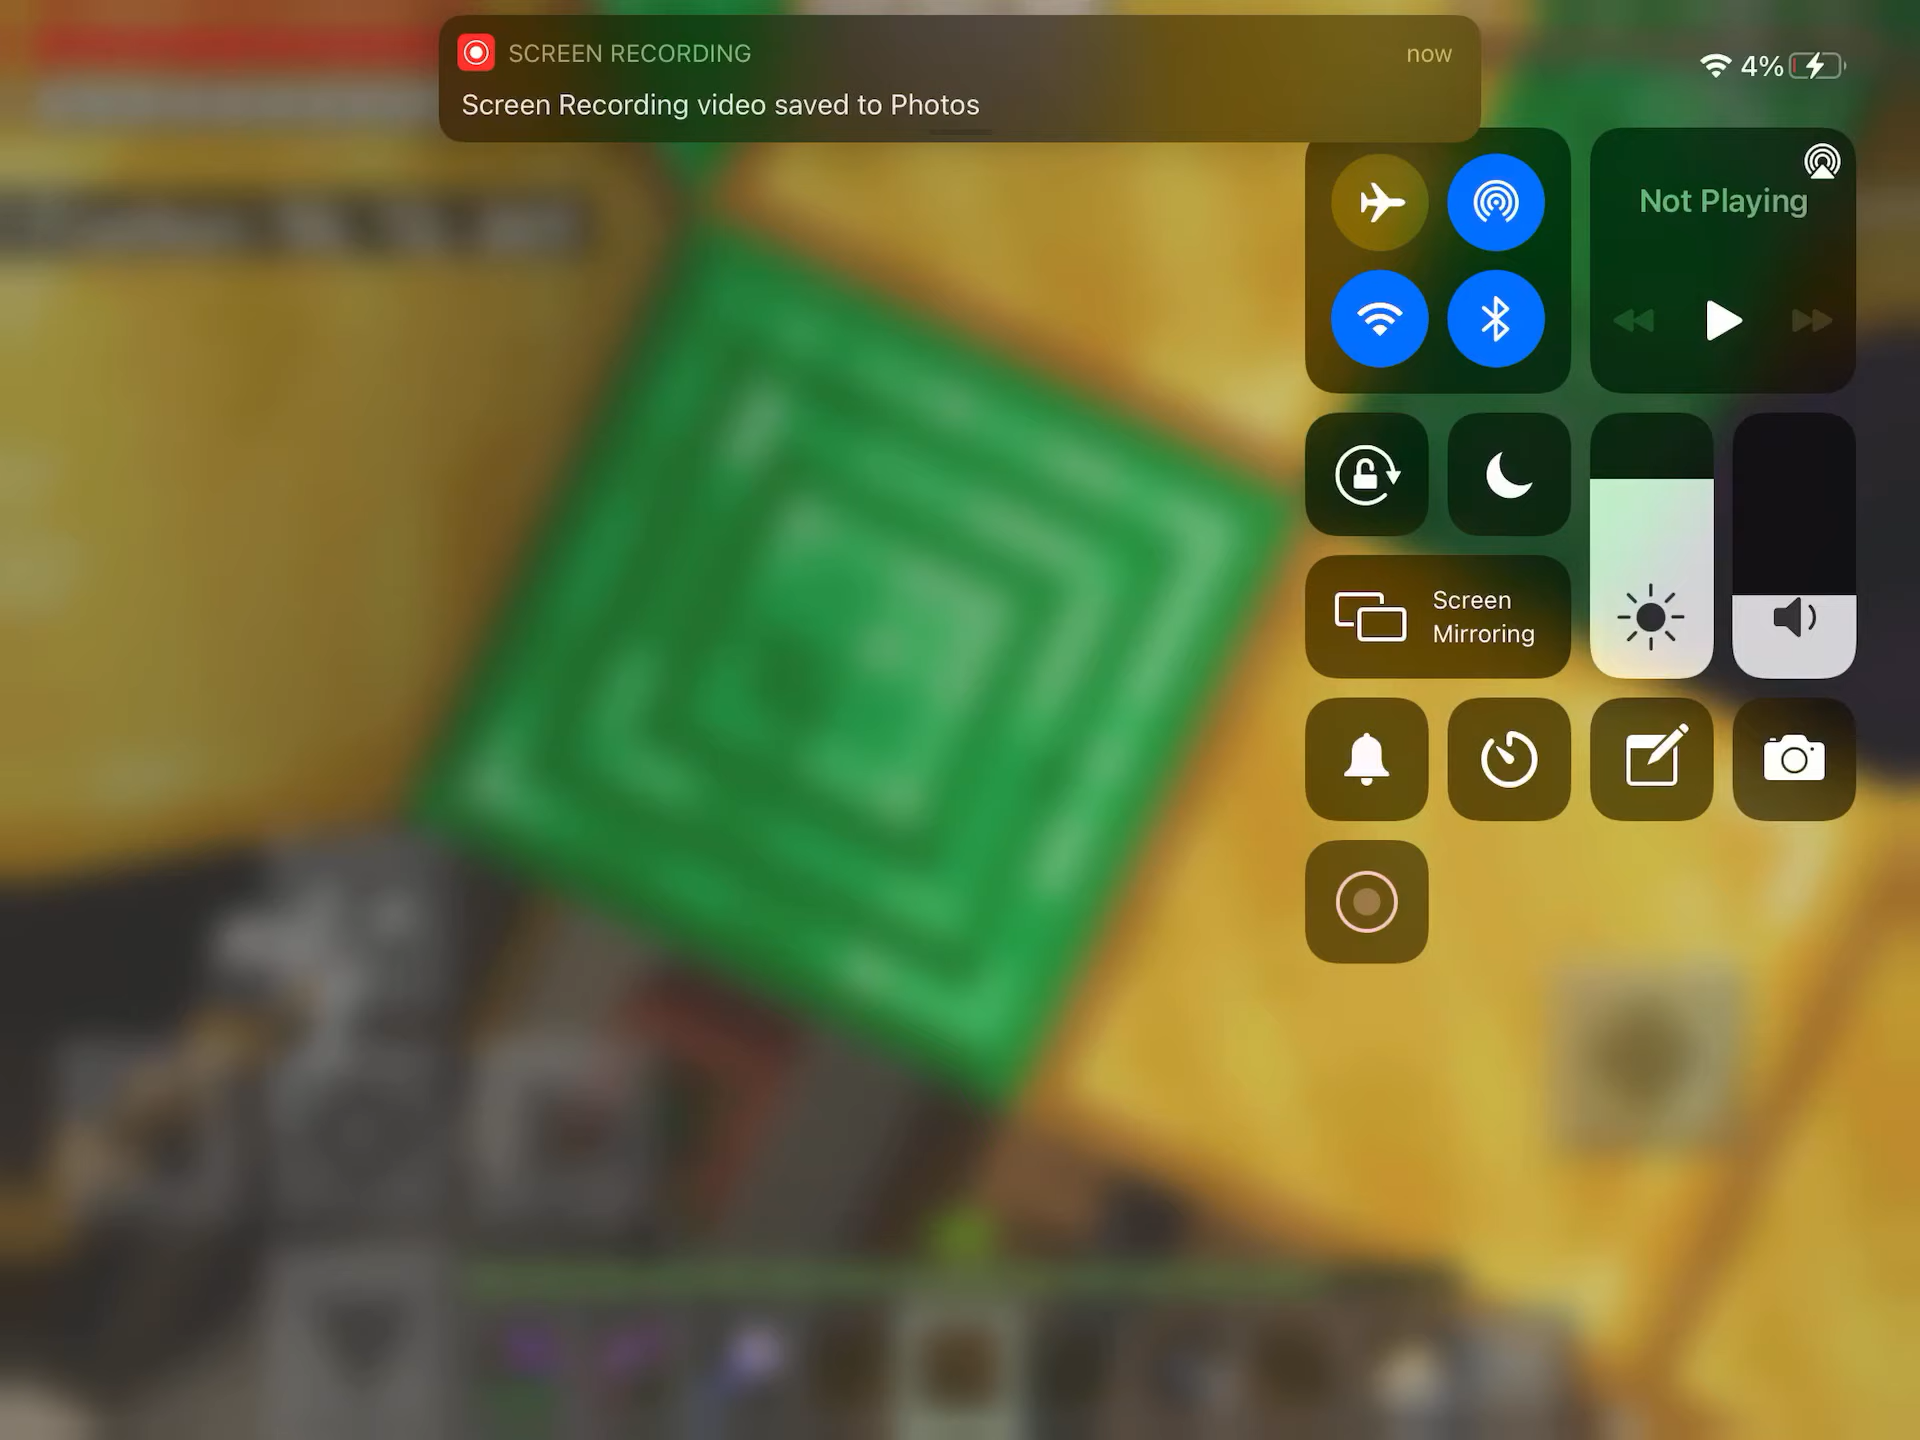 SCREEN RECORDING
now
Screen Recording video saved to Photos
4%
Not Playing
Screen
Mirroring